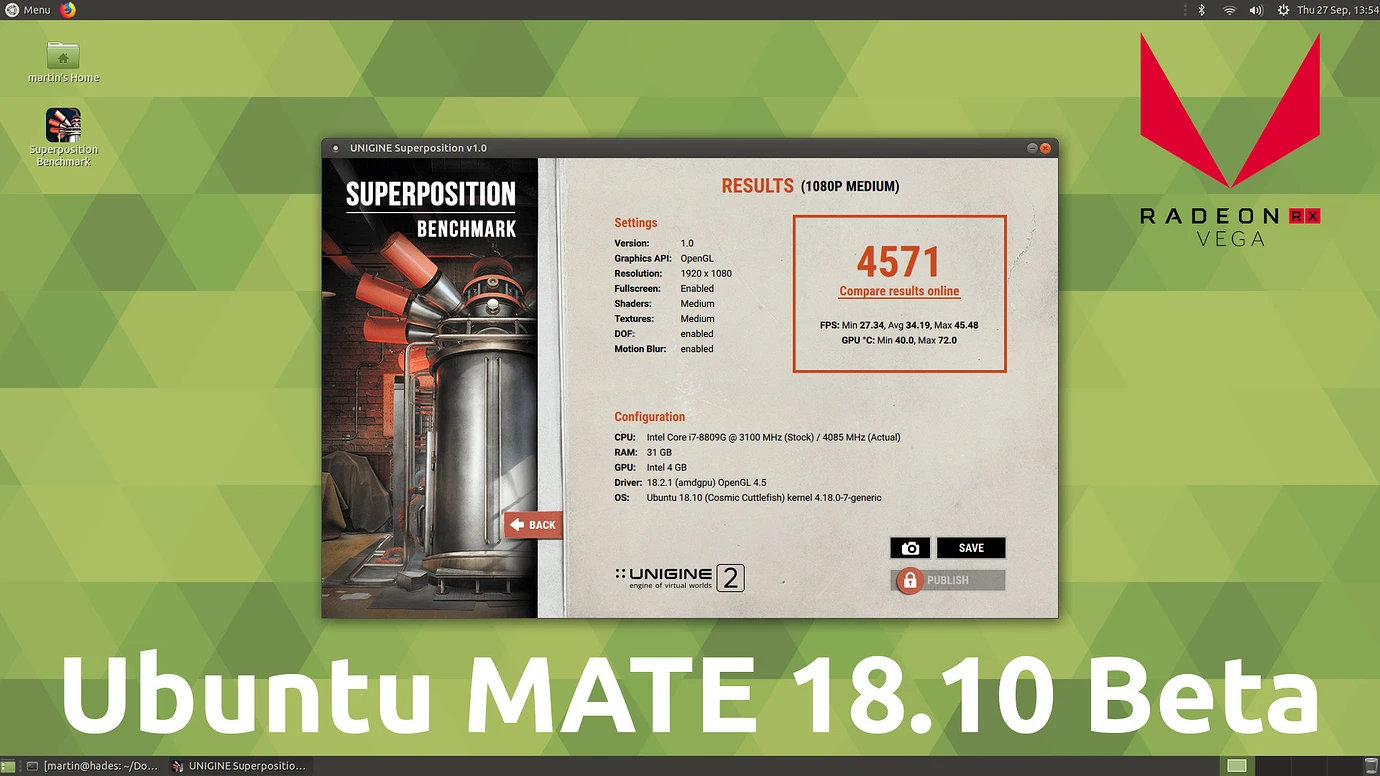 Menu
Thu 27 Sep, 13:54
martin's Home
Superposition
Benchmark
RADEON RX
VEGA
UNIGINE Superposition v1.0
SUPERPOSITION
BENCHMARK
RESULTS (1080P MEDIUM)
Settings
Version: 1.0
Graphics API: OpenGL
Resolution: 1920 x 1080
Fullscreen: Enabled
Shaders: Medium
Textures: Medium
DOF: enabled
Motion Blur: enabled
4571
Compare results online
FPS: Min 27.34, Avg 34.19, Max 45.48
GPU °C: Min 40.0, Max 72.0
Configuration
CPU: Intel Core i7-8809G @ 3100 MHz (Stock) / 4085 MHz (Actual)
RAM: 31 GB
GPU: Intel 4 GB
Driver: 18.2.1 (amdgpu) OpenGL 4.5
OS: Ubuntu 18.10 (Cosmic Cuttlefish) kernel 4.18.0-7-generic
BACK
SAVE
PUBLISH
UNIGINE 2
engine of virtual worlds
Ubuntu MATE 18.10 Beta
[martin@hades: ~/Do...
UNIGINE Superpositio...